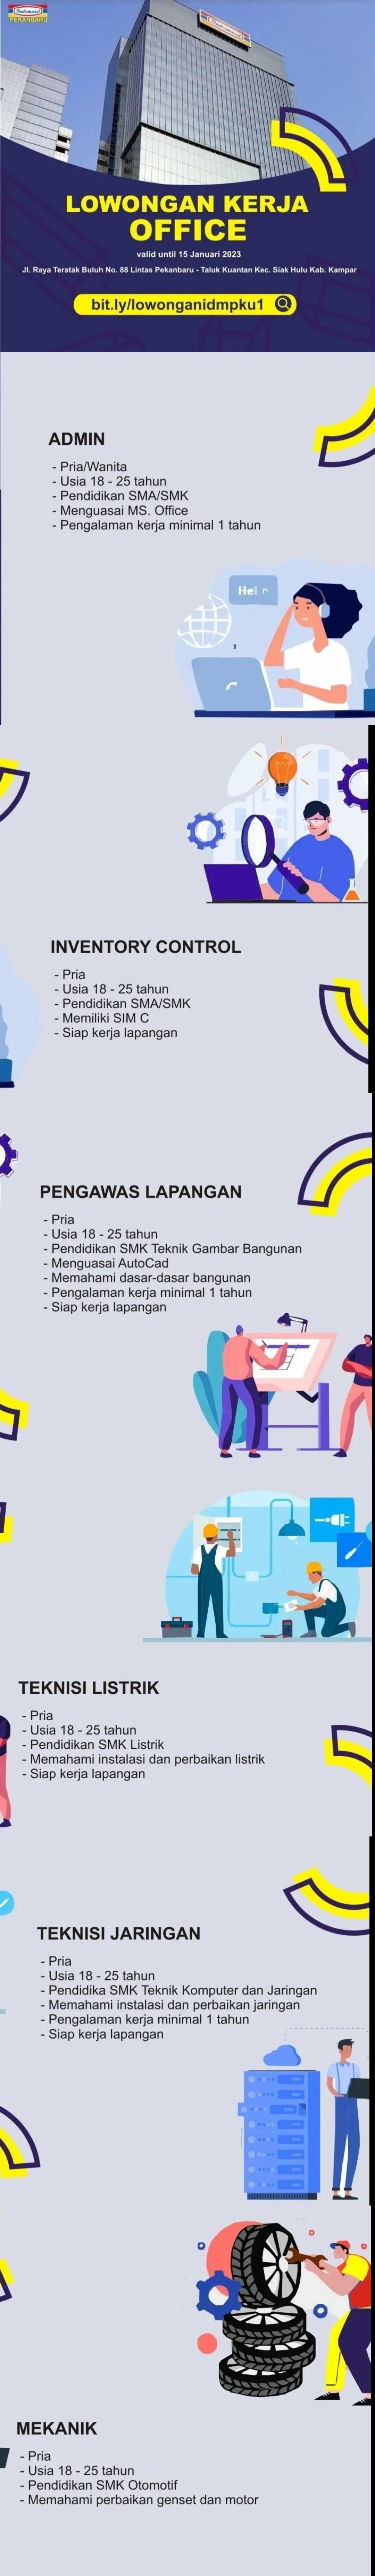 Indomaret
PEKANBARU
LOWONGAN KERJA
OFFICE
valid until 15 Januari 2023
Jl. Raya Teratak Buluh No. 88 Lintas Pekanbaru - Taluk Kuantan Kec. Siak Hulu Kab. Kampar
bit.ly/lowonganidmpku1
ADMIN
- Pria/Wanita
- Usia 18 - 25 tahun
- Pendidikan SMA/SMK
- Menguasai MS. Office
- Pengalaman kerja minimal 1 tahun
INVENTORY CONTROL
- Pria
- Usia 18 - 25 tahun
- Pendidikan SMA/SMK
- Memiliki SIM C
- Siap kerja lapangan
PENGAWAS LAPANGAN
- Pria
- Usia 18 - 25 tahun
- Pendidikan SMK Teknik Gambar Bangunan
- Menguasai AutoCad
- Memahami dasar-dasar bangunan
- Pengalaman kerja minimal 1 tahun
- Siap kerja lapangan
TEKNISI LISTRIK
- Pria
- Usia 18 - 25 tahun
- Pendidikan SMK Listrik
- Memahami instalasi dan perbaikan listrik
- Siap kerja lapangan
TEKNISI JARINGAN
- Pria
- Usia 18 - 25 tahun
- Pendidika SMK Teknik Komputer dan Jaringan
- Memahami instalasi dan perbaikan jaringan
- Pengalaman kerja minimal 1 tahun
- Siap kerja lapangan
MEKANIK
- Pria
- Usia 18 - 25 tahun
- Pendidikan SMK Otomotif
- Memahami perbaikan genset dan motor